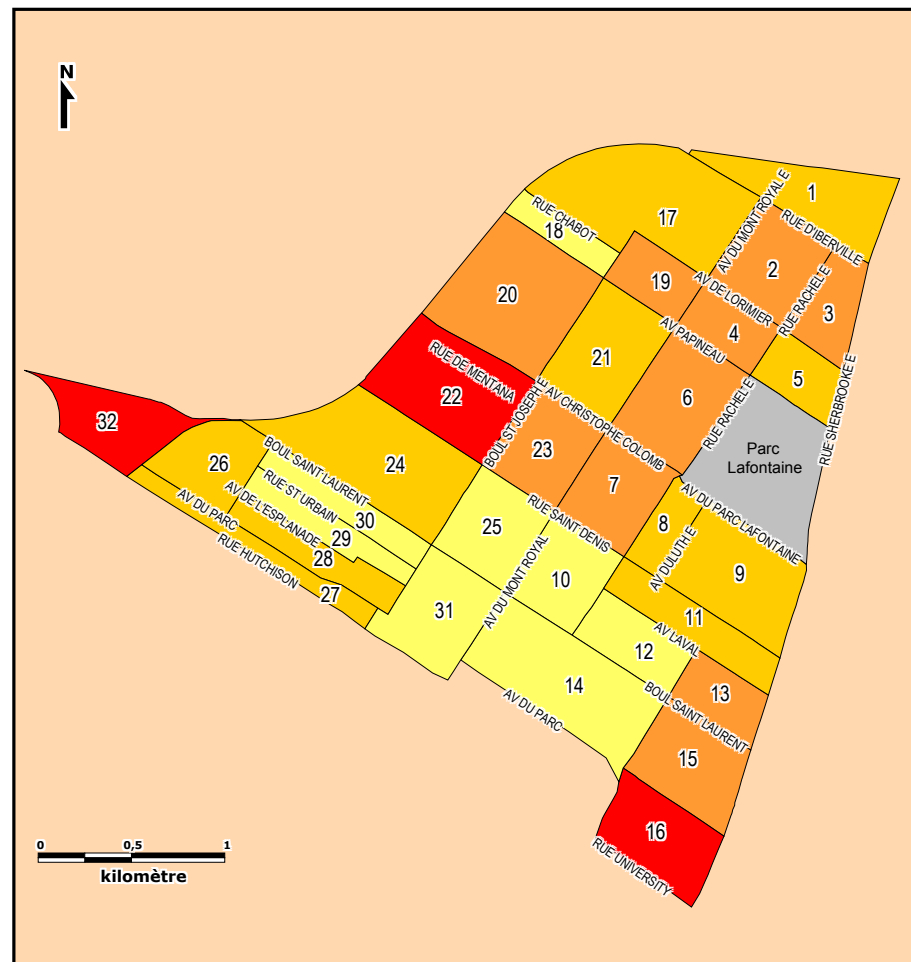 N
1
AV DU MONT ROYAL E
RUE CHABOT
17
18
RUE D'IBERVILLE
2
RUE RACHEL E
19
AV DE LORIMIER
3
20
4
AV PAPINEAU
21
5
RUE SHERBROOKE E
RUE DE MENTANA
22
BOUL ST JOSEPH E
AV CHRISTOPHE COLOMB
6
RUE RACHEL E
32
23
Parc
Lafontaine
26
BOUL SAINT LAURENT
24
7
AV DU PARC LAFONTAINE
RUE ST URBAIN
AV DE L'ESPLANADE
AV DU PARC
30
29
28
RUE HUTCHISON
27
25
RUE SAINT DENIS
8
AV DULUTH E
9
10
AV DU MONT ROYAL
31
11
AV LAVAL
12
14
AV DU PARC
13
BOUL SAINT LAURENT
15
16
RUE UNIVERSITY
0 0,5 1
kilomètre